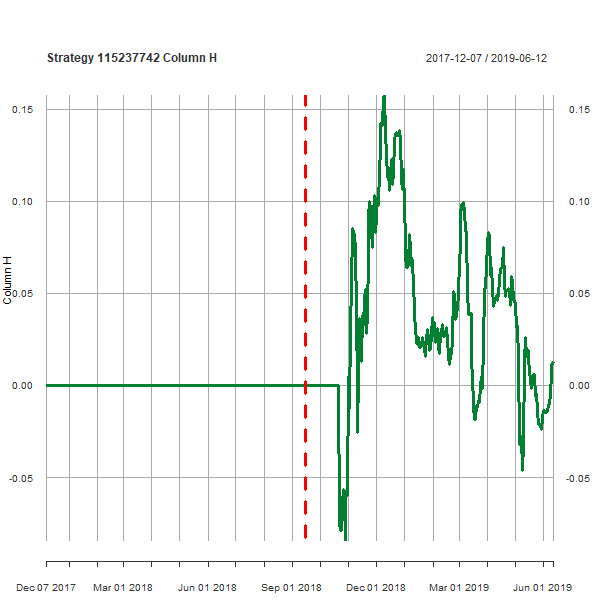 Strategy 115237742 Column H
2017-12-07 / 2019-06-12
0.15 0.15
0.10 0.10
0.05 0.05
Column H
0.00 0.00
-0.05 -0.05
Dec 07 2017 Mar 01 2018 Jun 01 2018 Sep 01 2018 Dec 01 2018 Mar 01 2019 Jun 01 2019